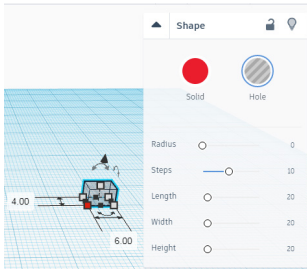 Shape
Solid Hole
Radius 0
Steps 10
Length 20
Width 20
Height 20
4.00
6.00